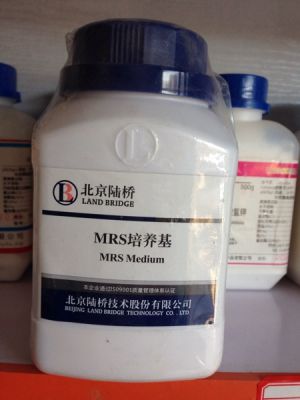 北京陆桥
LAND BRIDGE
MRS培养基
MRS Medium
本企业通过ISO9001质量管理体系认证
北京陆桥技术股份有限公司
BEIJING LAND BRIDGE TECHNOLOGY CO . , LTD.
500g